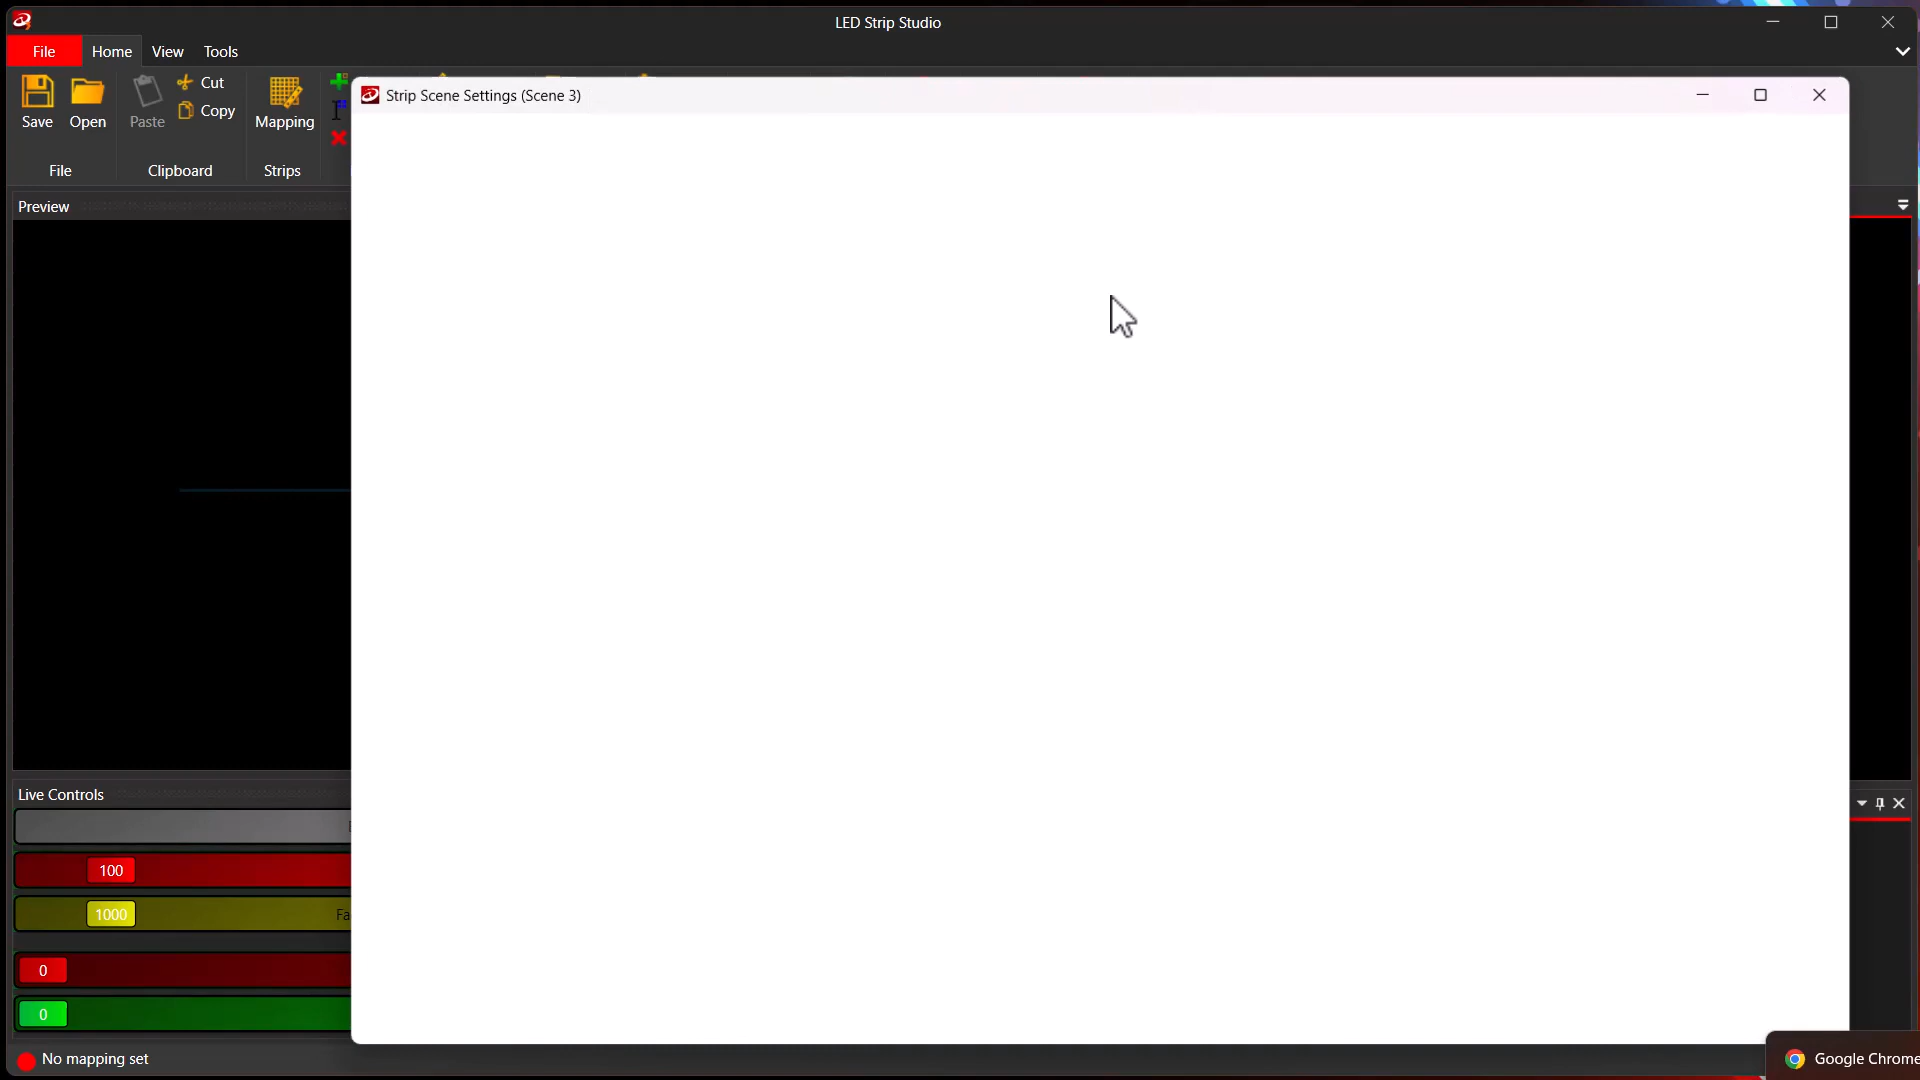 LED Strip Studio
File Home View Tools
Save Open Paste Cut Copy Mapping
File Clipboard Strips
Strip Scene Settings (Scene 3)
Preview
Live Controls
100
1000
Fa
0
0
No mapping set
Google Chrome